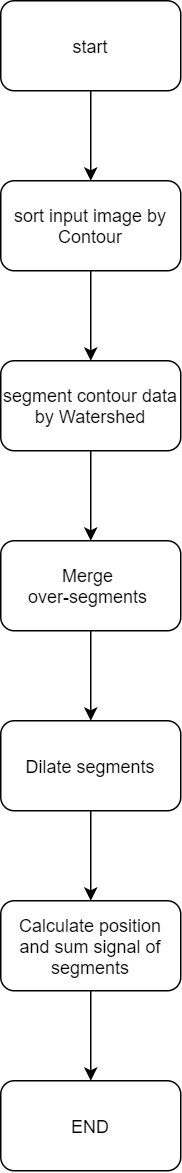 start
sort input image by
Contour
segment contour data
by Watershed
Merge
over-segments
Dilate segments
Calculate position
and sum signal of
segments
END